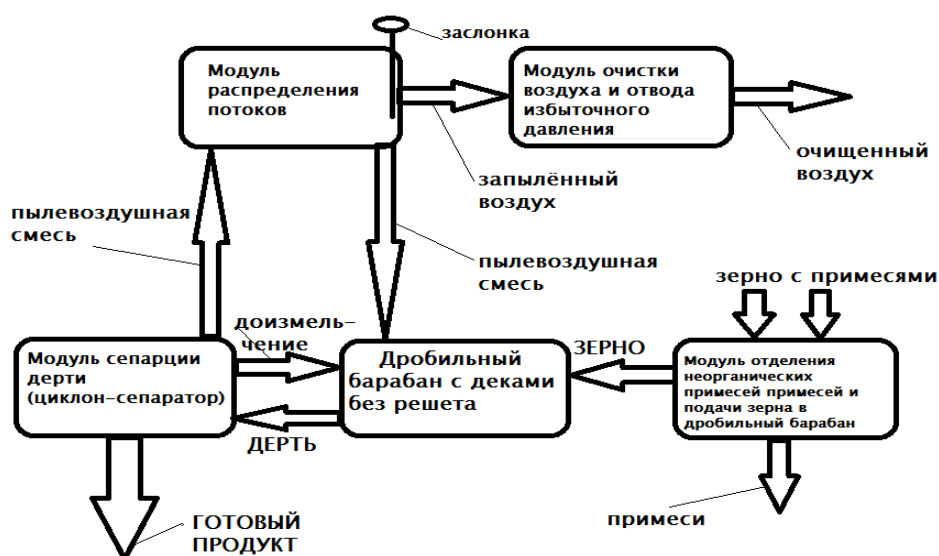 заслонка
Модуль
распределения
потоков
Модуль очистки
воздуха и отвода
избыточного
давления
очищенный
воздух
запылённый
воздух
пылевоздушная
смесь
пылевоздушная
смесь
зерно с примесями
доизмель-
чение
Модуль сепарции
дерти
(циклон-сепаратор)
Дробильный
барабан с деками
без решета
ЗЕРНО
Модуль отделения
неорганических
примесей примесей и
подачи зерна в
дробильный барабан
ДЕРТЬ
ГОТОВЫЙ
ПРОДУКТ
примеси